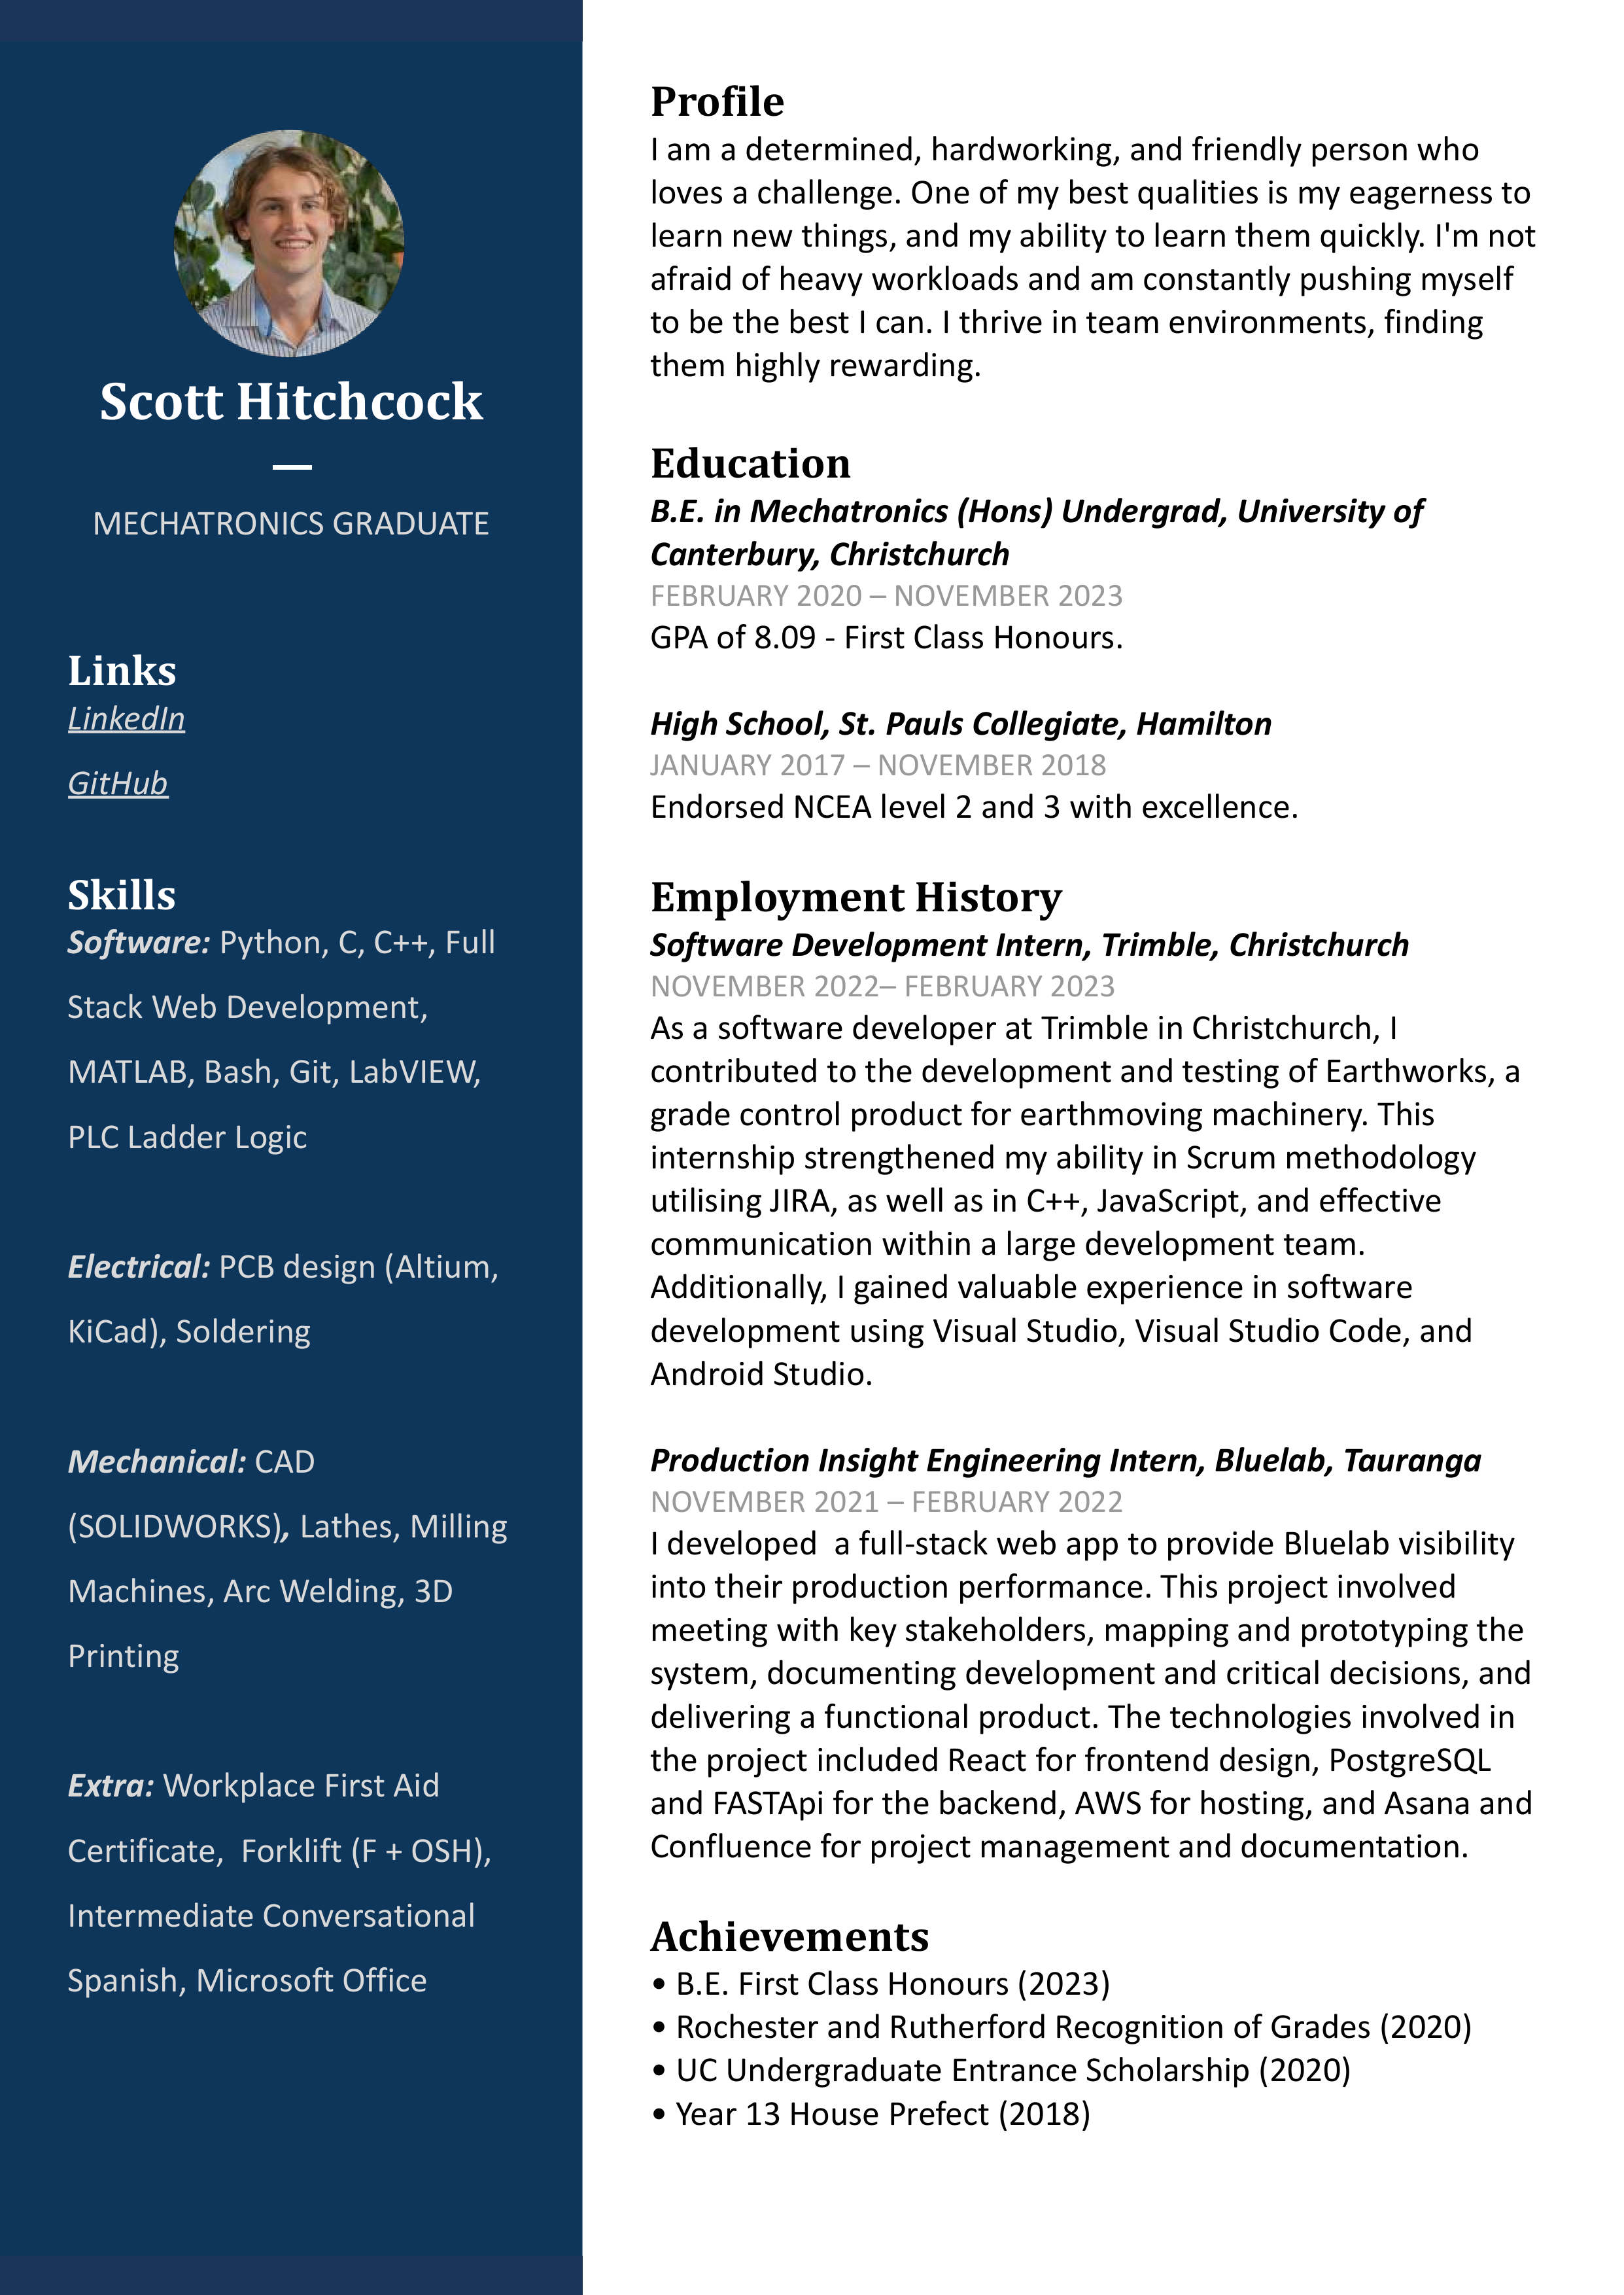 Scott Hitchcock
MECHATRONICS GRADUATE
Links
LinkedIn
GitHub
Skills
Software: Python, C, C++, Full
Stack Web Development,
MATLAB, Bash, Git, LabVIEW,
PLC Ladder Logic
Electrical: PCB design (Altium,
KiCad), Soldering
Mechanical: CAD
(SOLIDWORKS), Lathes, Milling
Machines, Arc Welding, 3D
Printing
Extra: Workplace First Aid
Certificate,  Forklift (F + OSH),
Intermediate Conversational
Spanish, Microsoft Office
Profile
I am a determined, hardworking, and friendly person who
loves a challenge. One of my best qualities is my eagerness to
learn new things, and my ability to learn them quickly. I'm not
afraid of heavy workloads and am constantly pushing myself
to be the best I can. I thrive in team environments, finding
them highly rewarding.
Education
B.E. in Mechatronics (Hons) Undergrad, University of
Canterbury, Christchurch
FEBRUARY 2020 – NOVEMBER 2023
GPA of 8.09 - First Class Honours.
High School, St. Pauls Collegiate, Hamilton
JANUARY 2017 – NOVEMBER 2018
Endorsed NCEA level 2 and 3 with excellence.
Employment History
Software Development Intern, Trimble, Christchurch
NOVEMBER 2022– FEBRUARY 2023
As a software developer at Trimble in Christchurch, I
contributed to the development and testing of Earthworks, a
grade control product for earthmoving machinery. This
internship strengthened my ability in Scrum methodology
utilising JIRA, as well as in C++, JavaScript, and effective
communication within a large development team.
Additionally, I gained valuable experience in software
development using Visual Studio, Visual Studio Code, and
Android Studio.
Production Insight Engineering Intern, Bluelab, Tauranga
NOVEMBER 2021 – FEBRUARY 2022
I developed  a full-stack web app to provide Bluelab visibility
into their production performance. This project involved
meeting with key stakeholders, mapping and prototyping the
system, documenting development and critical decisions, and
delivering a functional product. The technologies involved in
the project included React for frontend design, PostgreSQL
and FASTApi for the backend, AWS for hosting, and Asana and
Confluence for project management and documentation.
Achievements
• B.E. First Class Honours (2023)
• Rochester and Rutherford Recognition of Grades (2020)
• UC Undergraduate Entrance Scholarship (2020)
• Year 13 House Prefect (2018)